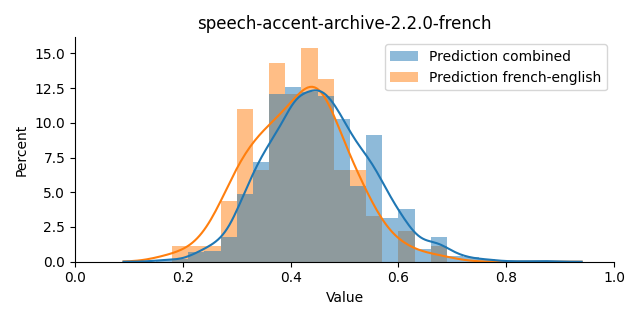 speech-accent-archive-2.2.0-french
Prediction combined
Prediction french-english
Percent
15.0
12.5
10.0
7.5
5.0
2.5
0.0
0.0 0.2 0.4 0.6 0.8 1.0
Value